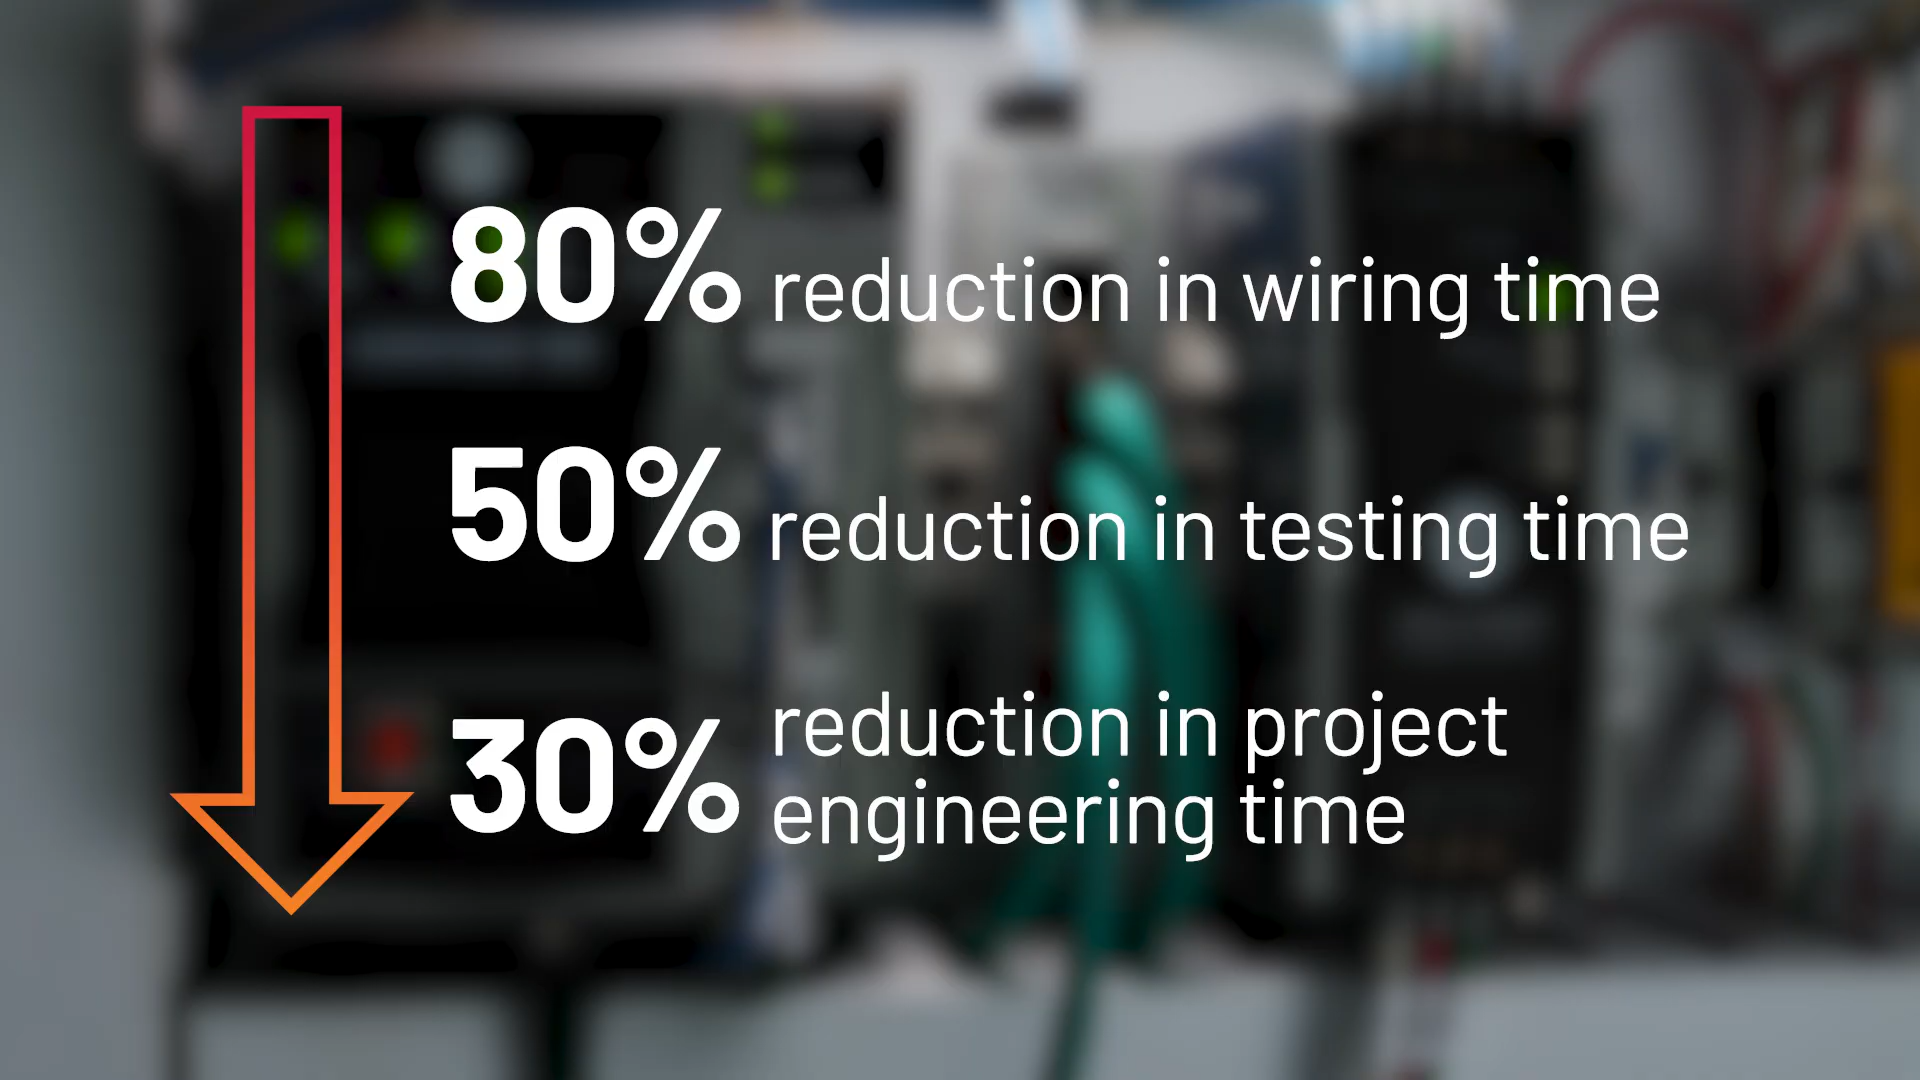 80% reduction in wiring time
50% reduction in testing time
30% reduction in project
engineering time